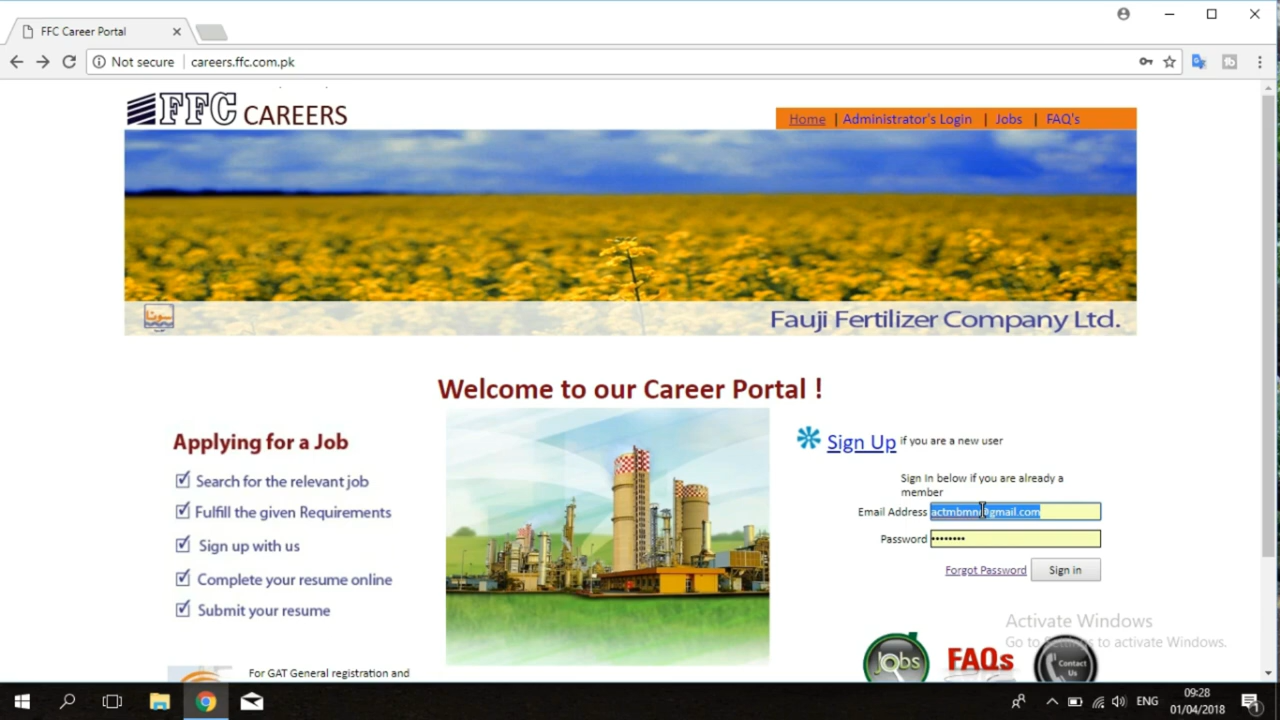 FFC Career Portal
Not secure | careers.ffc.com.pk
FFC CAREERS
Home | Administrator's Login | Jobs | FAQ's
سونا
Fauji Fertilizer Company Ltd.
Welcome to our Career Portal !
Applying for a Job
Search for the relevant job
Fulfill the given Requirements
Sign up with us
Complete your resume online
Submit your resume
Sign Up if you are a new user
Sign In below if you are already a
member
Email Address
Password ••••••••
Forgot Password Sign in
Activate Windows
Go to Settings to activate Windows.
Jobs
FAQs
Contact
Us
For GAT General registration and
ENG
09:28
01/04/2018
1